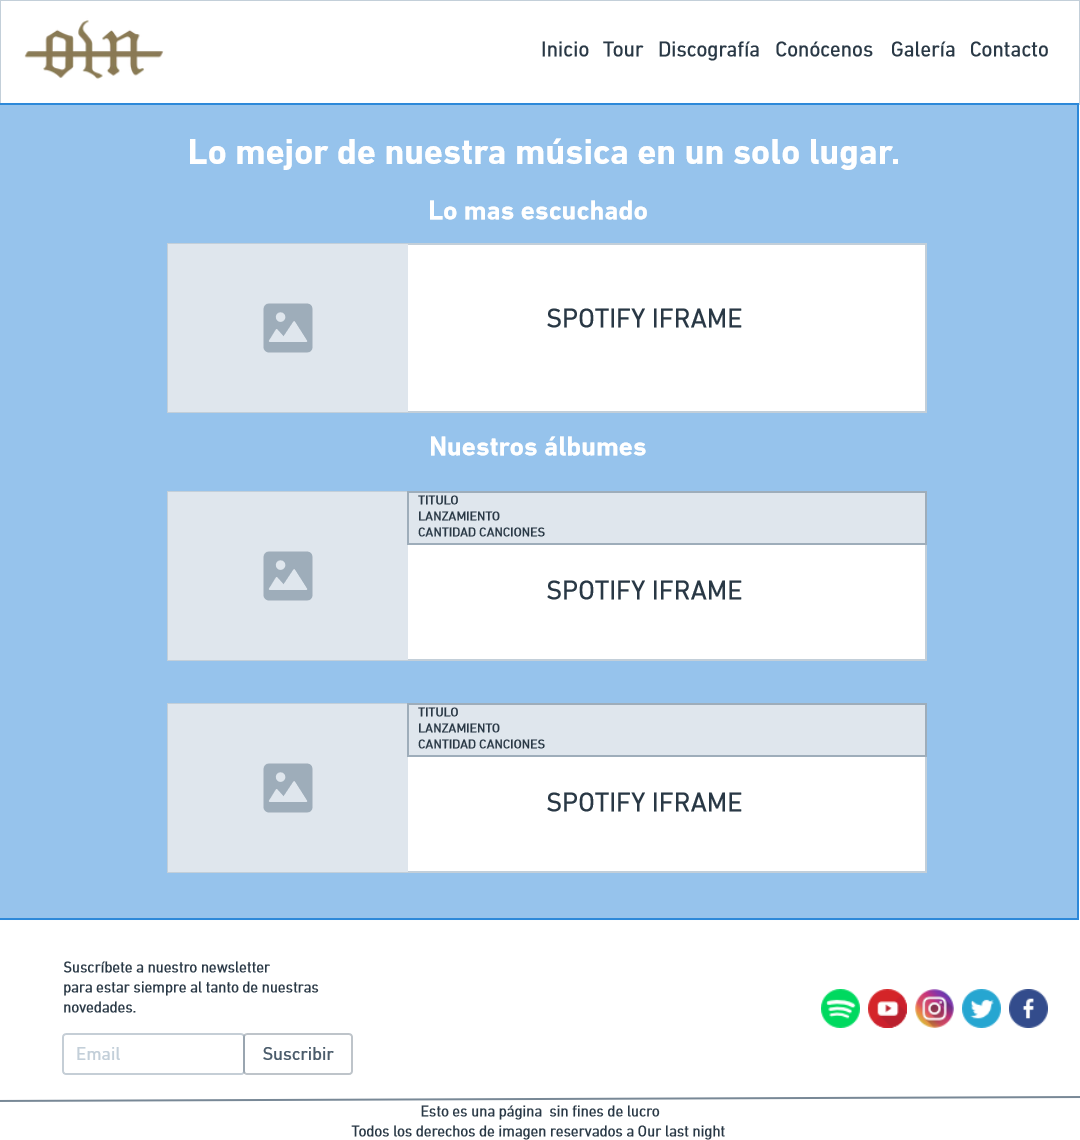 oln
Inicio Tour Discografía Conócenos Galería Contacto
Lo mejor de nuestra música en un solo lugar.
Lo mas escuchado
SPOTIFY IFRAME
Nuestros álbumes
TITULO
LANZAMIENTO
CANTIDAD CANCIONES
SPOTIFY IFRAME
TITULO
LANZAMIENTO
CANTIDAD CANCIONES
SPOTIFY IFRAME
Suscríbete a nuestro newsletter
para estar siempre al tanto de nuestras
novedades.
Email Suscribir
Esto es una página sin fines de lucro
Todos los derechos de imagen reservados a Our last night